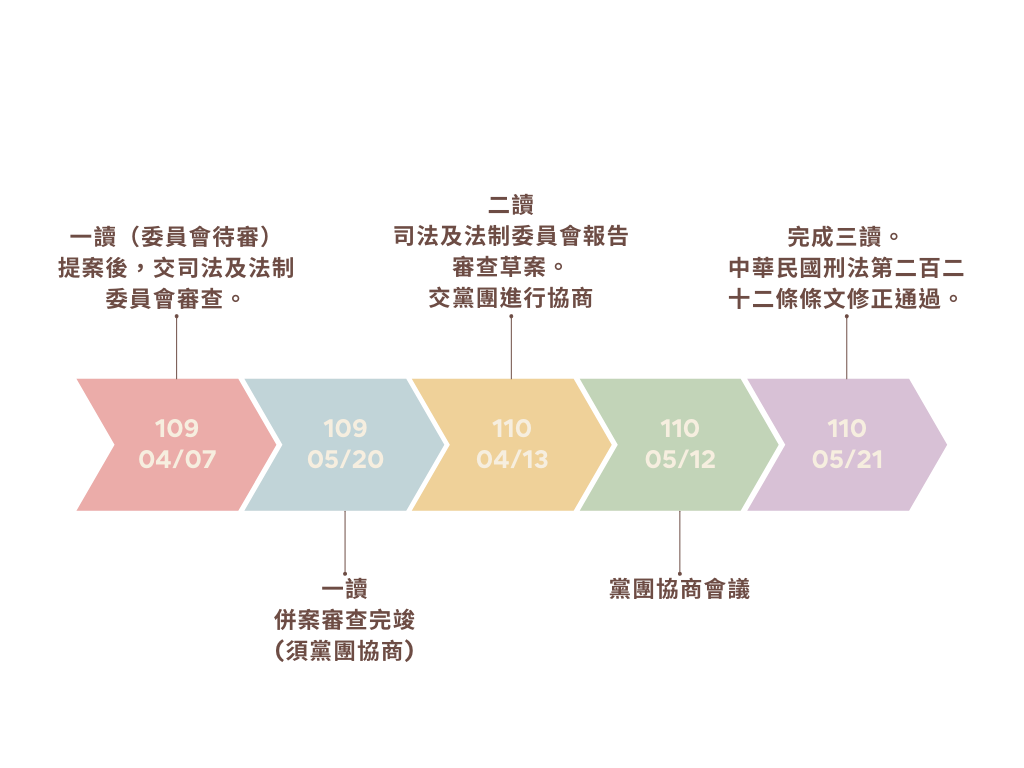 一讀（委員會待審）
提案後，交司法及法制
委員會審查。
109
04/07
109
05/20
一讀
併案審查完竣
(須黨團協商)
二讀
司法及法制委員會報告
審查草案。
交黨團進行協商
110
04/13
110
05/12
黨團協商會議
完成三讀。
中華民國刑法第二百二
十二條條文修正通過。
110
05/21